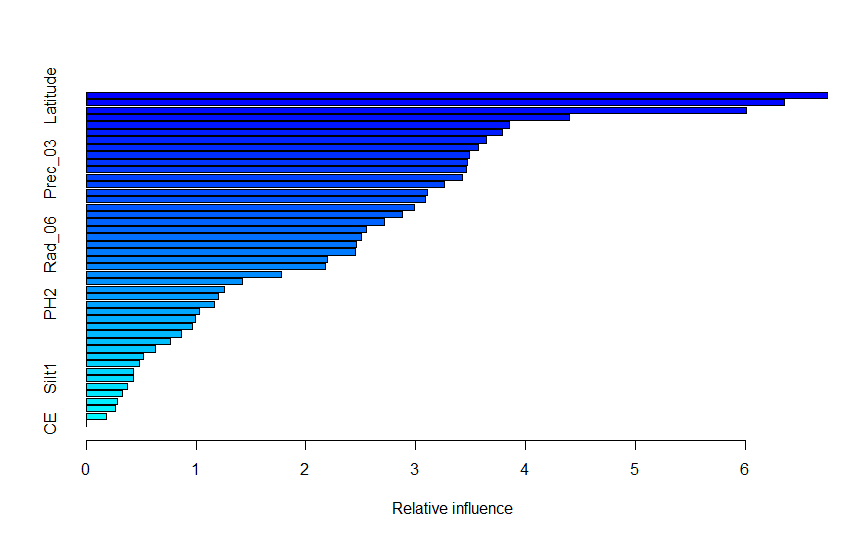 Latitude
Prec_03
Rad_06
PH2
Silt1
CE
0 1 2 3 4 5 6
Relative influence